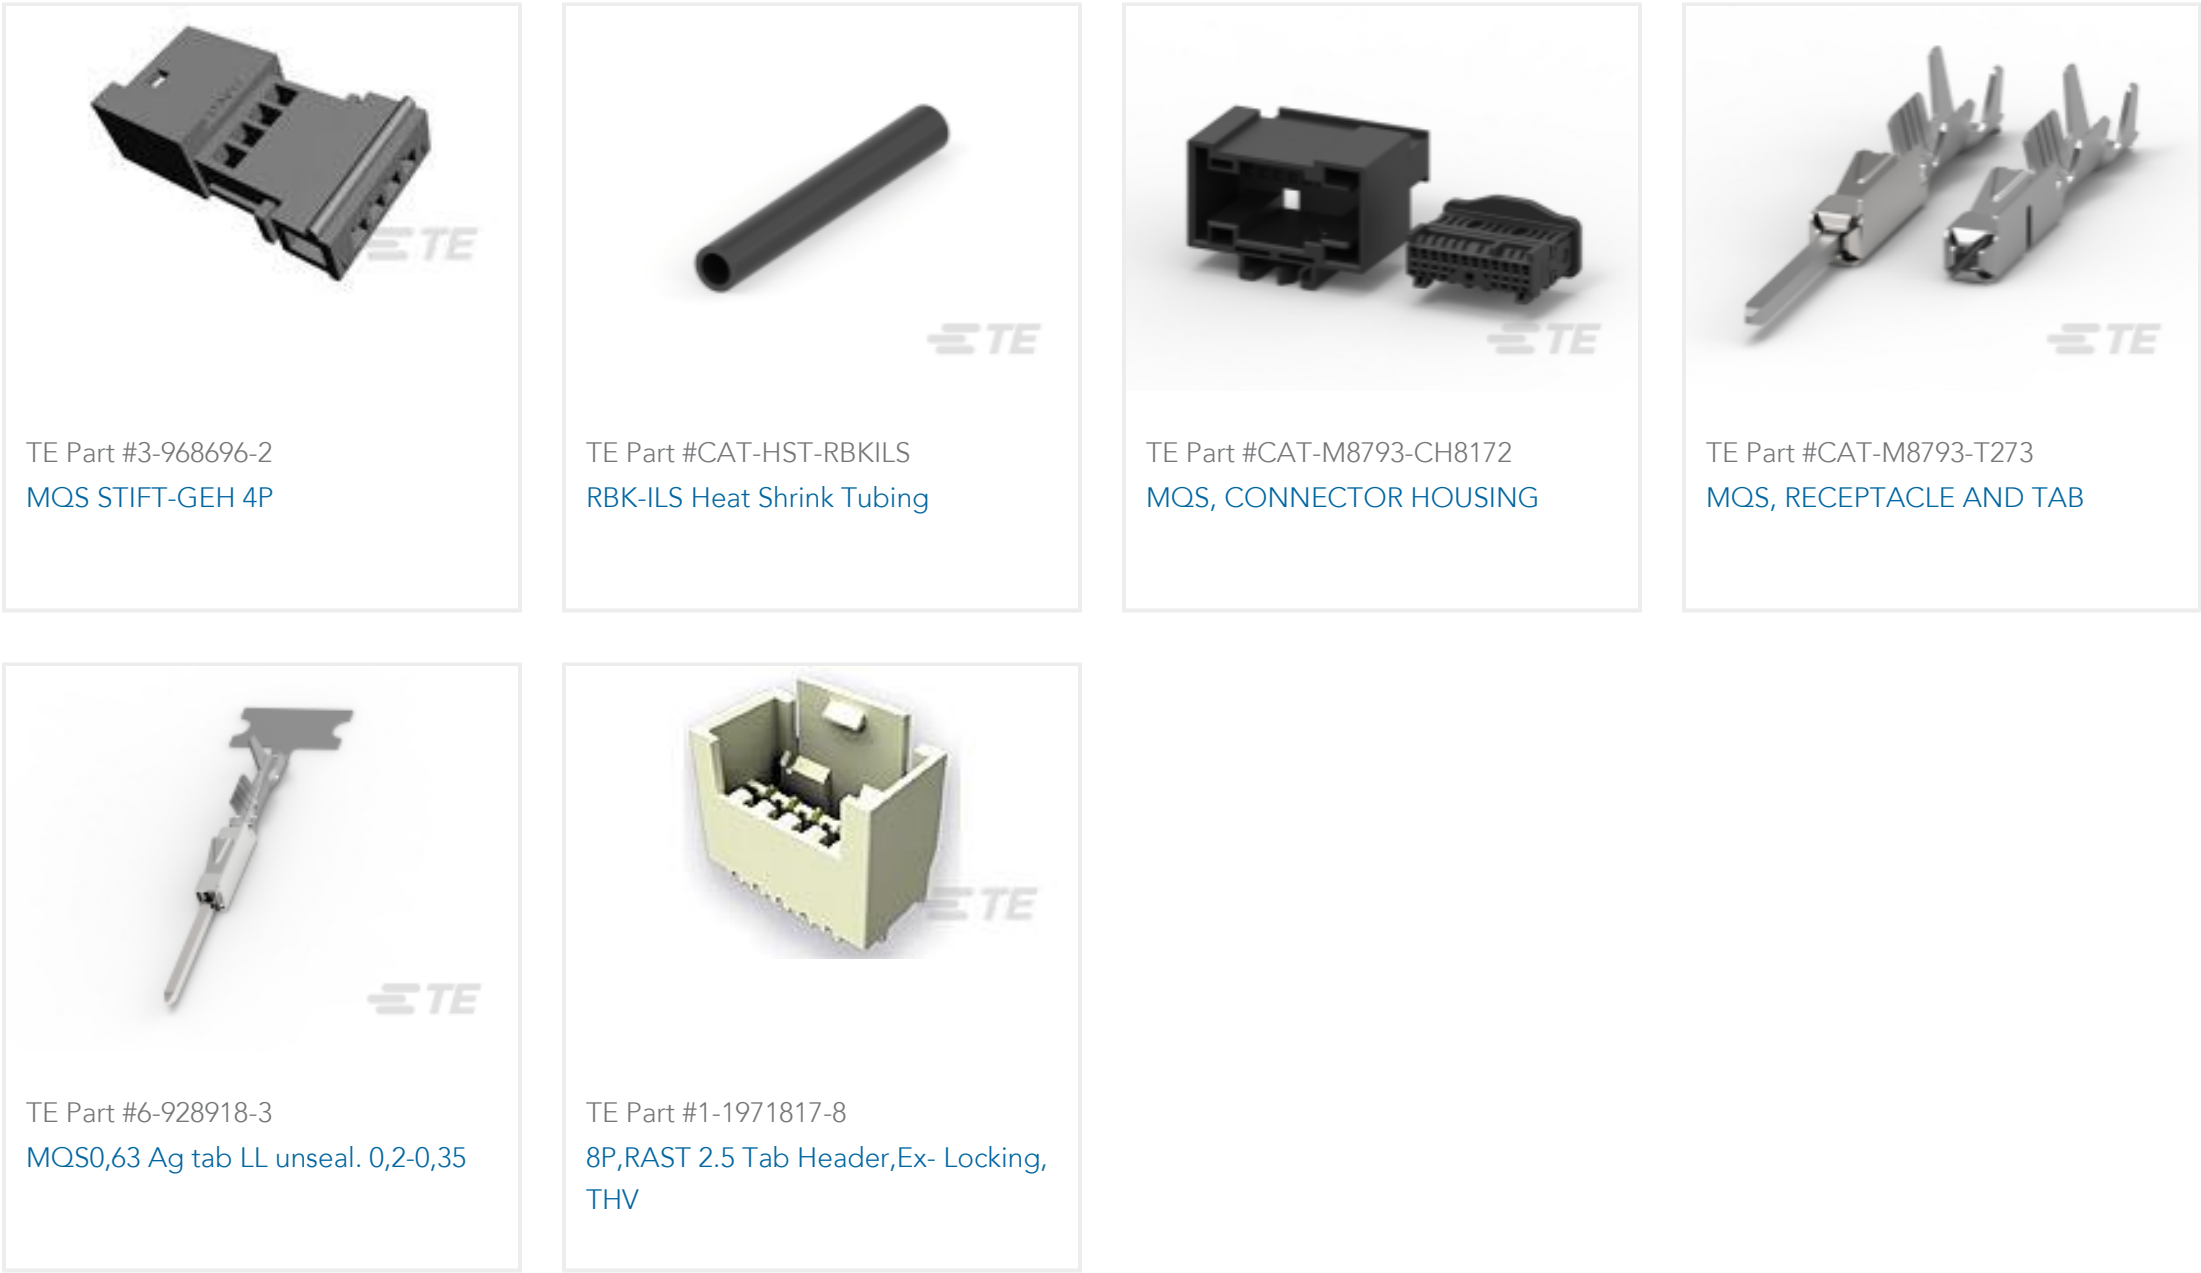 TE
TE
TE
TE
TE Part #3-968696-2
MQS STIFT-GEH 4P
TE Part #CAT-HST-RBKILS
RBK-ILS Heat Shrink Tubing
TE Part #CAT-M8793-CH8172
MQS, CONNECTOR HOUSING
TE Part #CAT-M8793-T273
MQS, RECEPTACLE AND TAB
TE
TE
TE Part #6-928918-3
MQS0,63 Ag tab LL unseal. 0,2-0,35
TE Part #1-1971817-8
8P,RAST 2.5 Tab Header,Ex- Locking,
THV